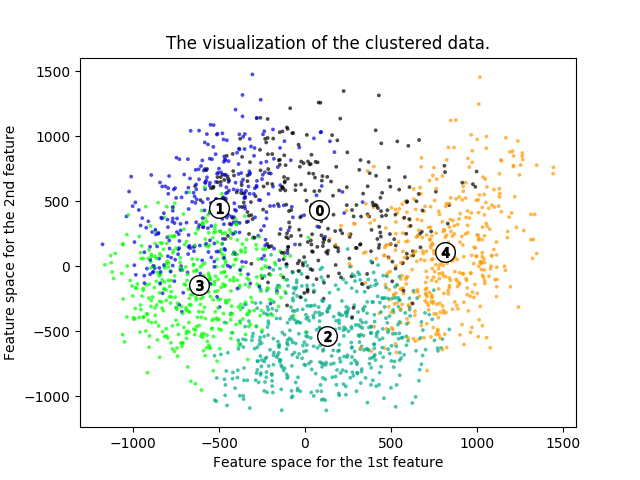 The visualization of the clustered data.
1500
1000
500
0
−500
−1000
Feature space for the 2nd feature
1
0
4
3
2
−1000 −500 0 500 1000 1500
Feature space for the 1st feature